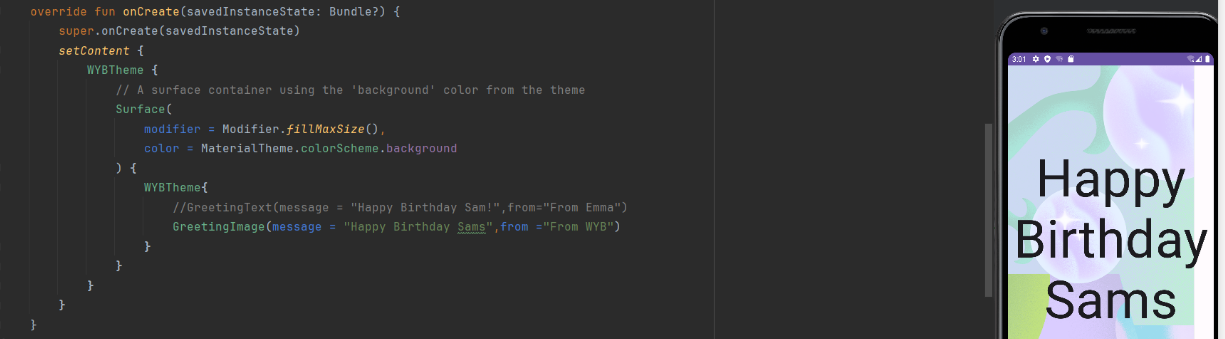 override fun onCreate(savedInstanceState: Bundle?) {
super.onCreate(savedInstanceState)
setContent {
WYBTheme {
// A surface container using the 'background' color from the theme
Surface(
modifier = Modifier.fillMaxSize(),
color = MaterialTheme.colorScheme.background
) {
WYBTheme{
//GreetingText(message = "Happy Birthday Sam!",from="From Emma")
GreetingImage(message = "Happy Birthday Sams",from ="From WYB")
}
}
}
}
}
3:01
Happy
Birthday
Sams